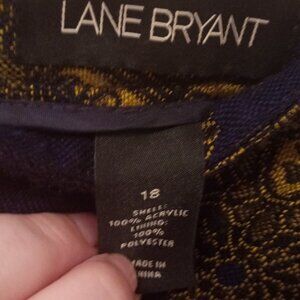 LANE BRYANT
18
SHELL:
100% ACRYLIC
LINING:
100%
POLYESTER
MADE IN
CHINA